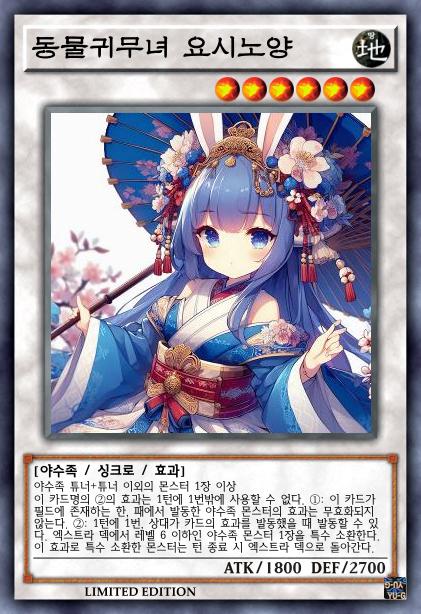 동물귀무녀 요시노양
땅
地
[야수족 / 싱크로 / 효과]
야수족 튜너+튜너 이외의 몬스터 1장 이상
이 카드명의 ②의 효과는 1턴에 1번밖에 사용할 수 없다. ①: 이 카드가
필드에 존재하는 한, 패에서 발동한 야수족 몬스터의 효과는 무효화되지
않는다. ②: 1턴에 1번, 상대가 카드의 효과를 발동했을 때 발동할 수 있
다. 엑스트라 덱에서 레벨 6 이하인 야수족 몬스터 1장을 특수 소환한다.
이 효과로 특수 소환한 몬스터는 턴 종료 시 엑스트라 덱으로 돌아간다.
ATK/1800 DEF/2700
LIMITED EDITION